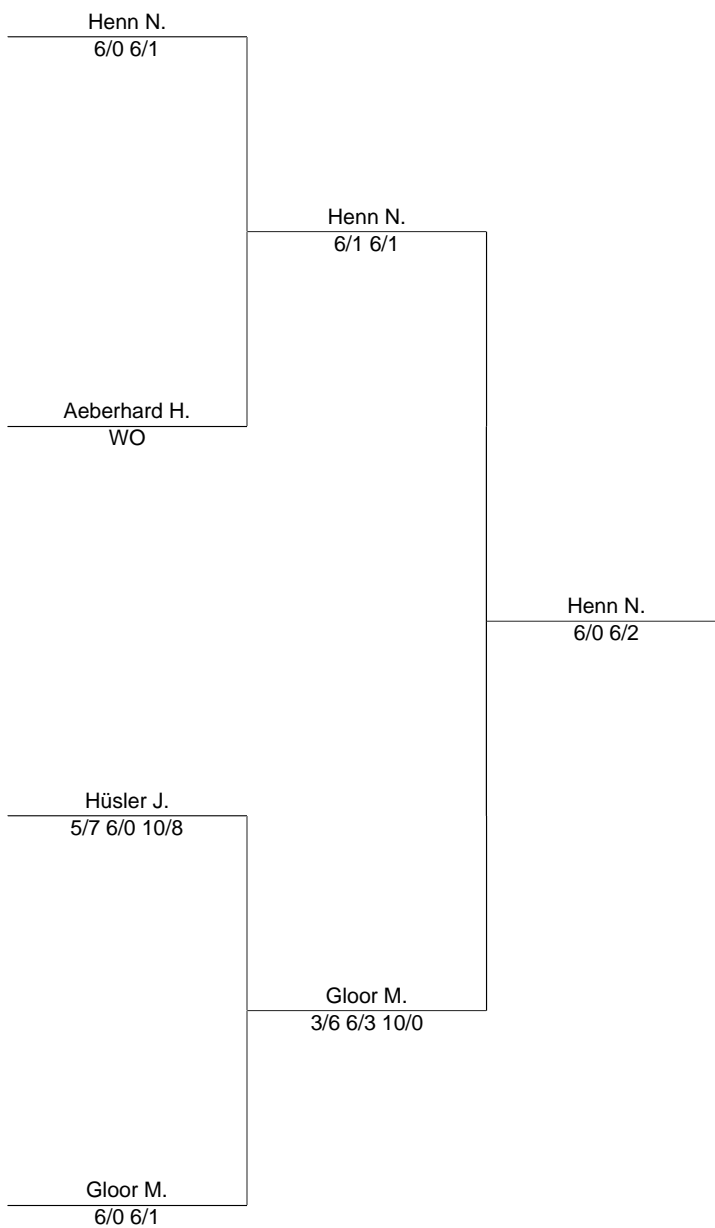 Henn N.
6/0 6/1
Henn N.
6/1 6/1
Aeberhard H.
WO
Henn N.
6/0 6/2
Hüsler J.
5/7 6/0 10/8
Gloor M.
3/6 6/3 10/0
Gloor M.
6/0 6/1